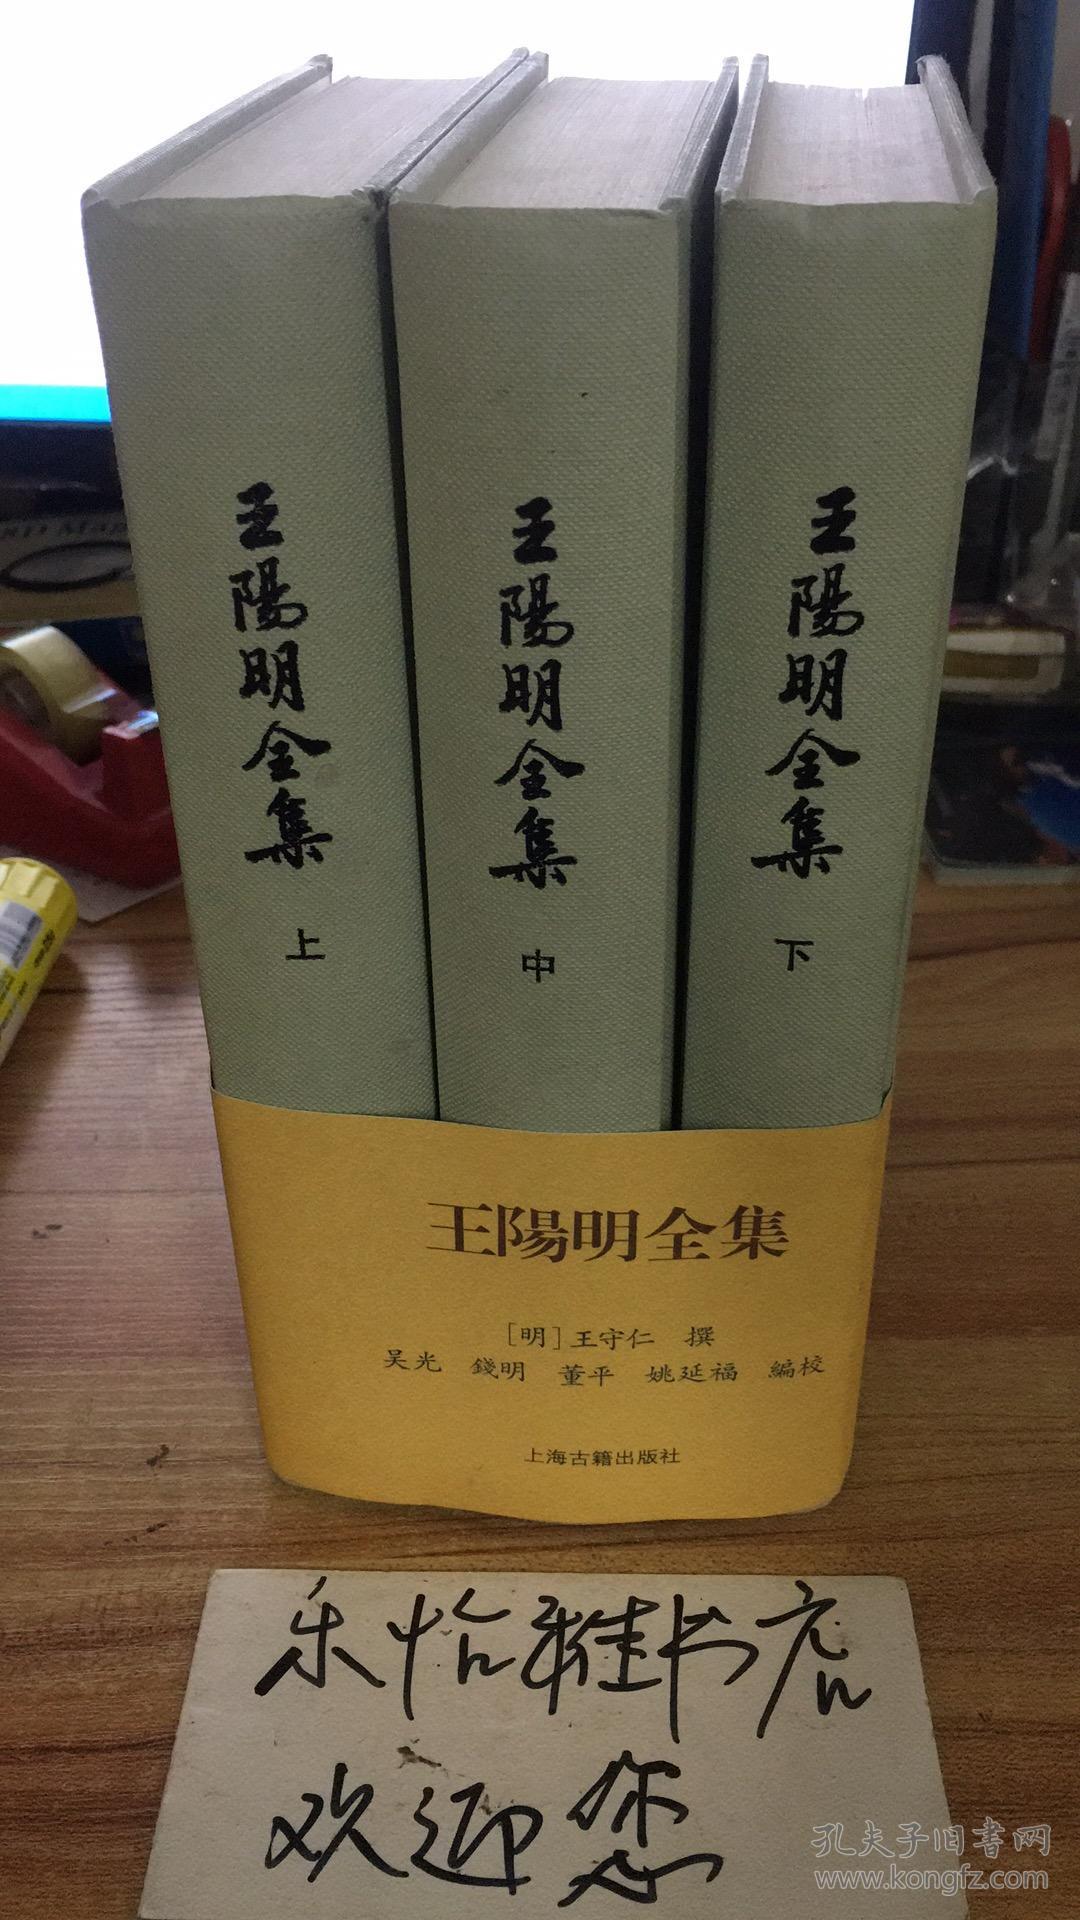 王陽明全集 上
王陽明全集 中
王陽明全集 下
王陽明全集
[明]王守仁 撰
吴光 錢明 董平 姚延福 編校
上海古籍出版社
乐怡雅书店
欢迎您
孔夫子旧書网
www.kongfz.com